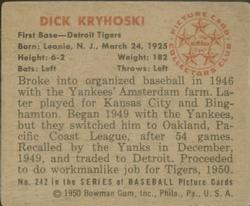 DICK KRYHOSKI
First Base—Detroit Tigers
Born: Leonia, N. J., March 24, 1925
Height: 6-2 Weight: 182
Bats: Left Throws: Left
PICTURE CARD
COLLECTORS CLUB
Broke into organized baseball in 1946
with the Yankees' Amsterdam farm. Later
played for Kansas City and Bing-
hamton. Began 1949 with the Yankees,
but they switched him to Oakland, Pa-
cific Coast League, after 54 games.
Recalled by the Yanks in December,
1949, and traded to Detroit. Proceeded
to do workmanlike job for Tigers, 1950.
No. 242 in the SERIES of BASEBALL Picture Cards
©1950 Bowman Gum, Inc., Phila., Pa., U. S. A.